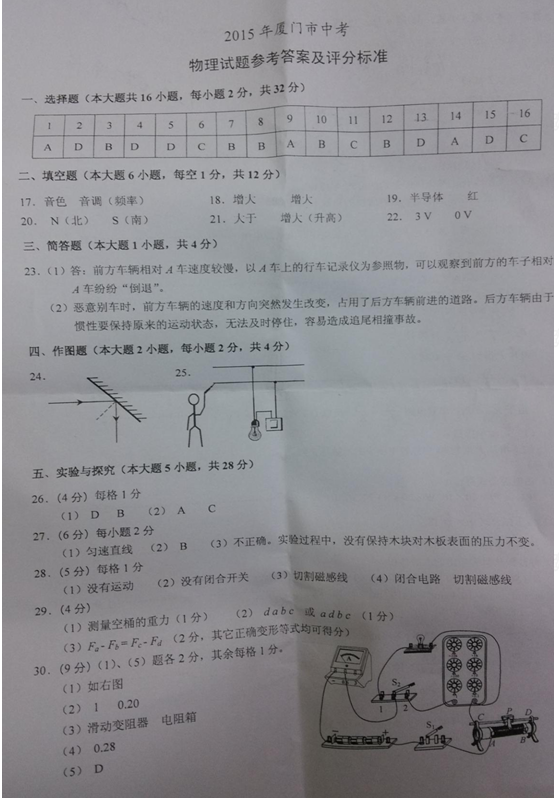 2015年厦门市中考
物理试题参考答案及评分标准
一、选择题（本大题共16小题，每小题2分，共32分）
1 2 3 4 5 6 7 8 9 10 11 12 13 14 15 16
A D B D D C B B A B C B D A D C
二、填空题（本大题6小题，每空1分，共12分）
17．音色 音调（频率） 18．增大 增大 19．半导体 红
20．N（北） S（南） 21．大于 增大（升高） 22．3 V 0 V
三、简答题（本大题1小题，共4分）
23．（1）答：前方车辆相对A车速度较慢，以A车上的行车记录仪为参照物，可以观察到前方的车子相对
A车纷纷“倒退”。
（2）恶意别车时，前方车辆的速度和方向突然发生改变，占用了后方车辆前进的道路。后方车辆由于
惯性要保持原来的运动状态，无法及时停住，容易造成追尾相撞事故。
四、作图题（本大题2小题，每小题2分，共4分）
24． 25．
五、实验与探究（本大题5小题，共28分）
26．（4分）每格1分
（1）D B （2）A C
27．（6分）每小题2分
（1）匀速直线 （2）B （3）不正确。实验过程中，没有保持木块对木板表面的压力不变。
28．（5分）每格1分
（1）没有运动 （2）没有闭合开关 （3）切割磁感线 （4）闭合电路 切割磁感线
29．（4分）
（1）测量空桶的重力（1分） （2）dabc 或 adbc（1分）
（3）Fa-Fb=Fc-Fd（2分，其它正确变形等式均可得分）
30．（9分）（1）、（5）题各2分，其余每格1分。
（1）如右图
（2）1 0.20
（3）滑动变阻器 电阻箱
（4）0.28
（5）D
A
S₂
1 2
S₁
C P D
A B